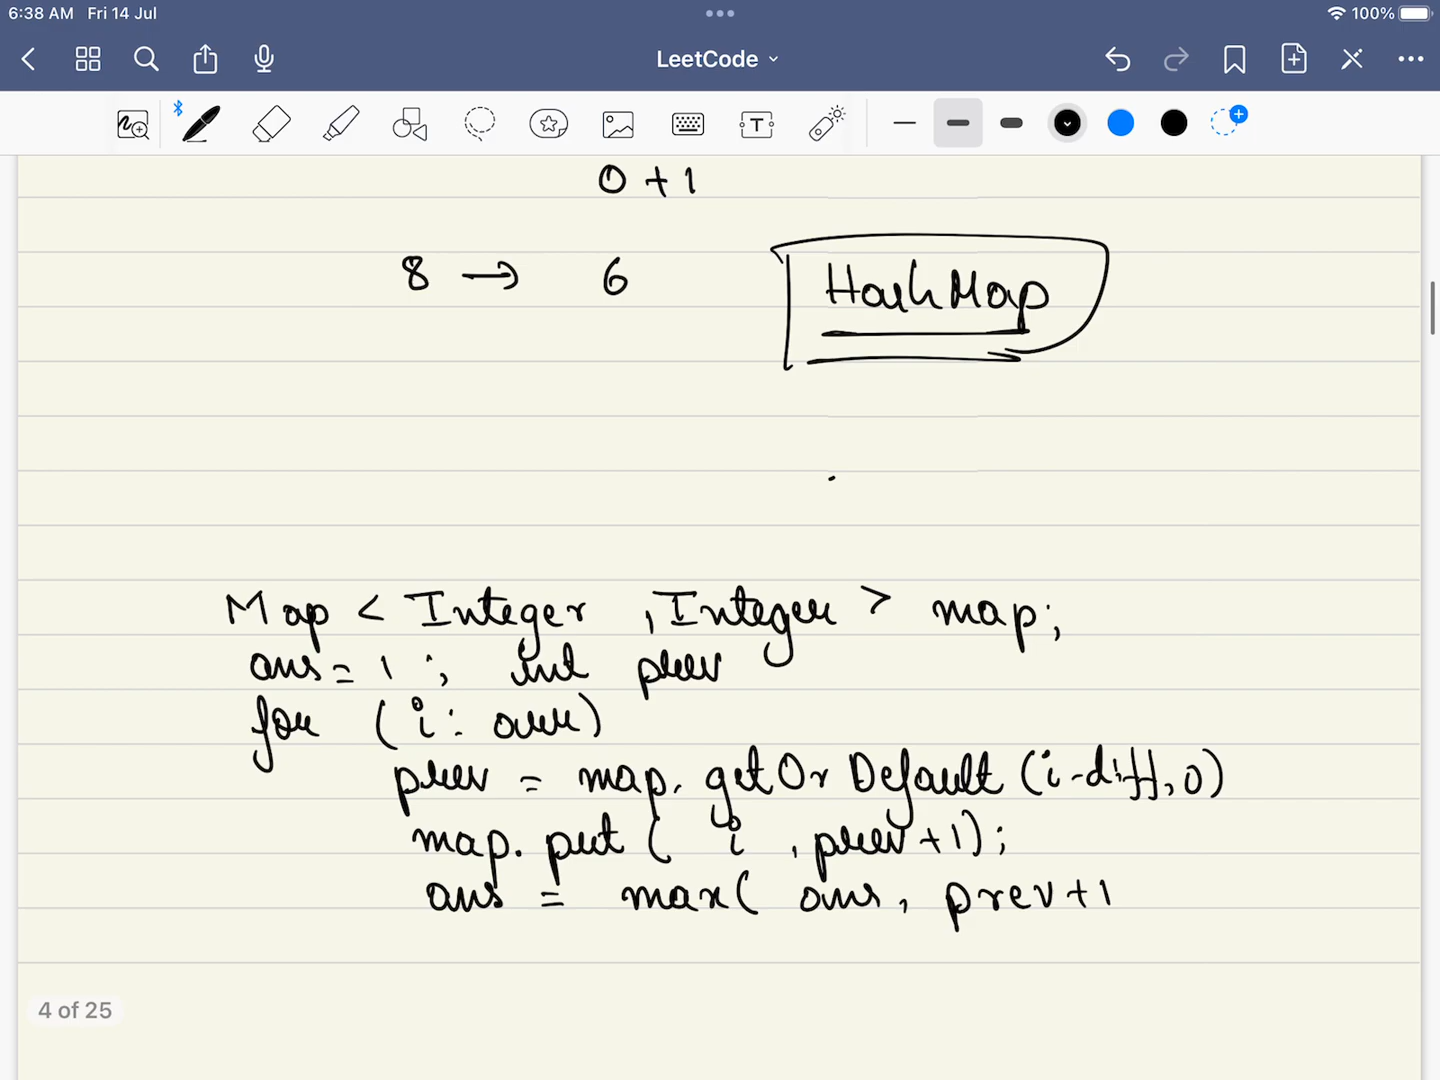 6:38 AM Fri 14 Jul
100%
LeetCode
T
0 + 1
8 → 6
HashMap
Map < Integer , Integer > map;
ans = 1 ; int prev
for ( i : arr)
prev = map. getOrDefault (i-diff, 0)
map. put ( i , prev +1);
ans = max( ans, prev+1
4 of 25